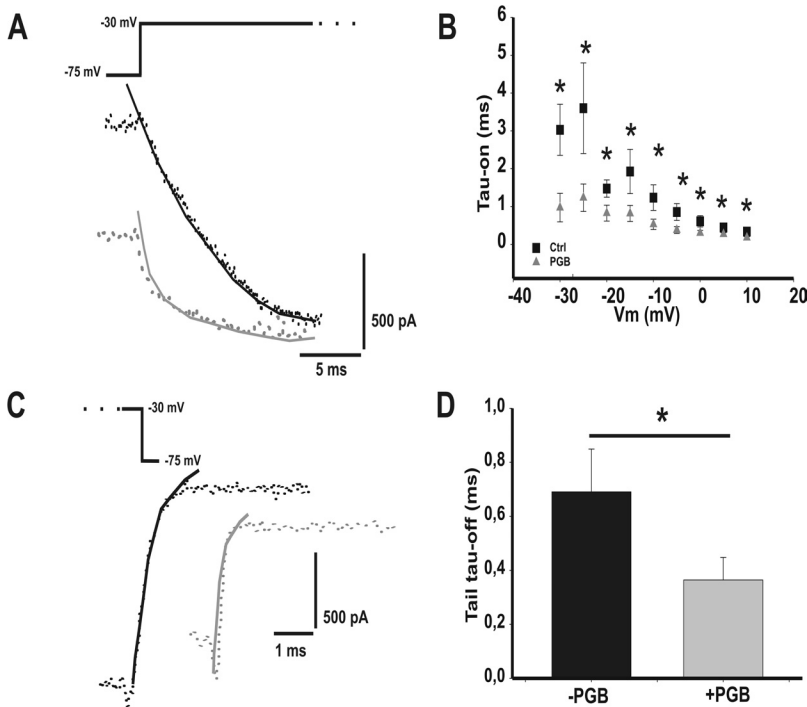 A
-30 mV
-75 mV
500 pA
5 ms
B
Tau-on (ms)
6
5
4
3
2
1
0
* * * * * * * * *
Ctrl
PGB
-40 -30 -20 -10 0 10 20
Vm (mV)
C
-30 mV
-75 mV
500 pA
1 ms
D
Tail tau-off (ms)
1,0
0,8
0,6
0,4
0,2
0,0
*
-PGB +PGB